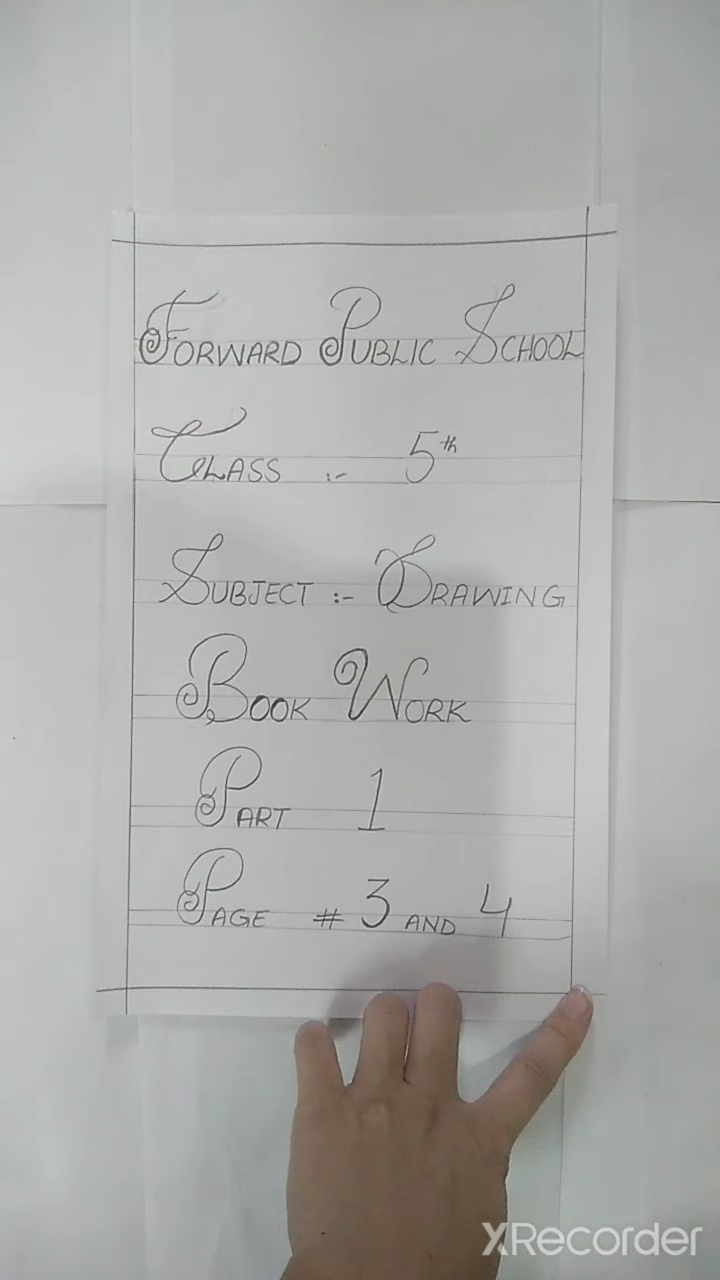 FORWARD PUBLIC SCHOOL
CLASS :- 5th
SUBJECT :- DRAWING
BOOK WORK
PART 1
PAGE # 3 AND 4
XRecorder